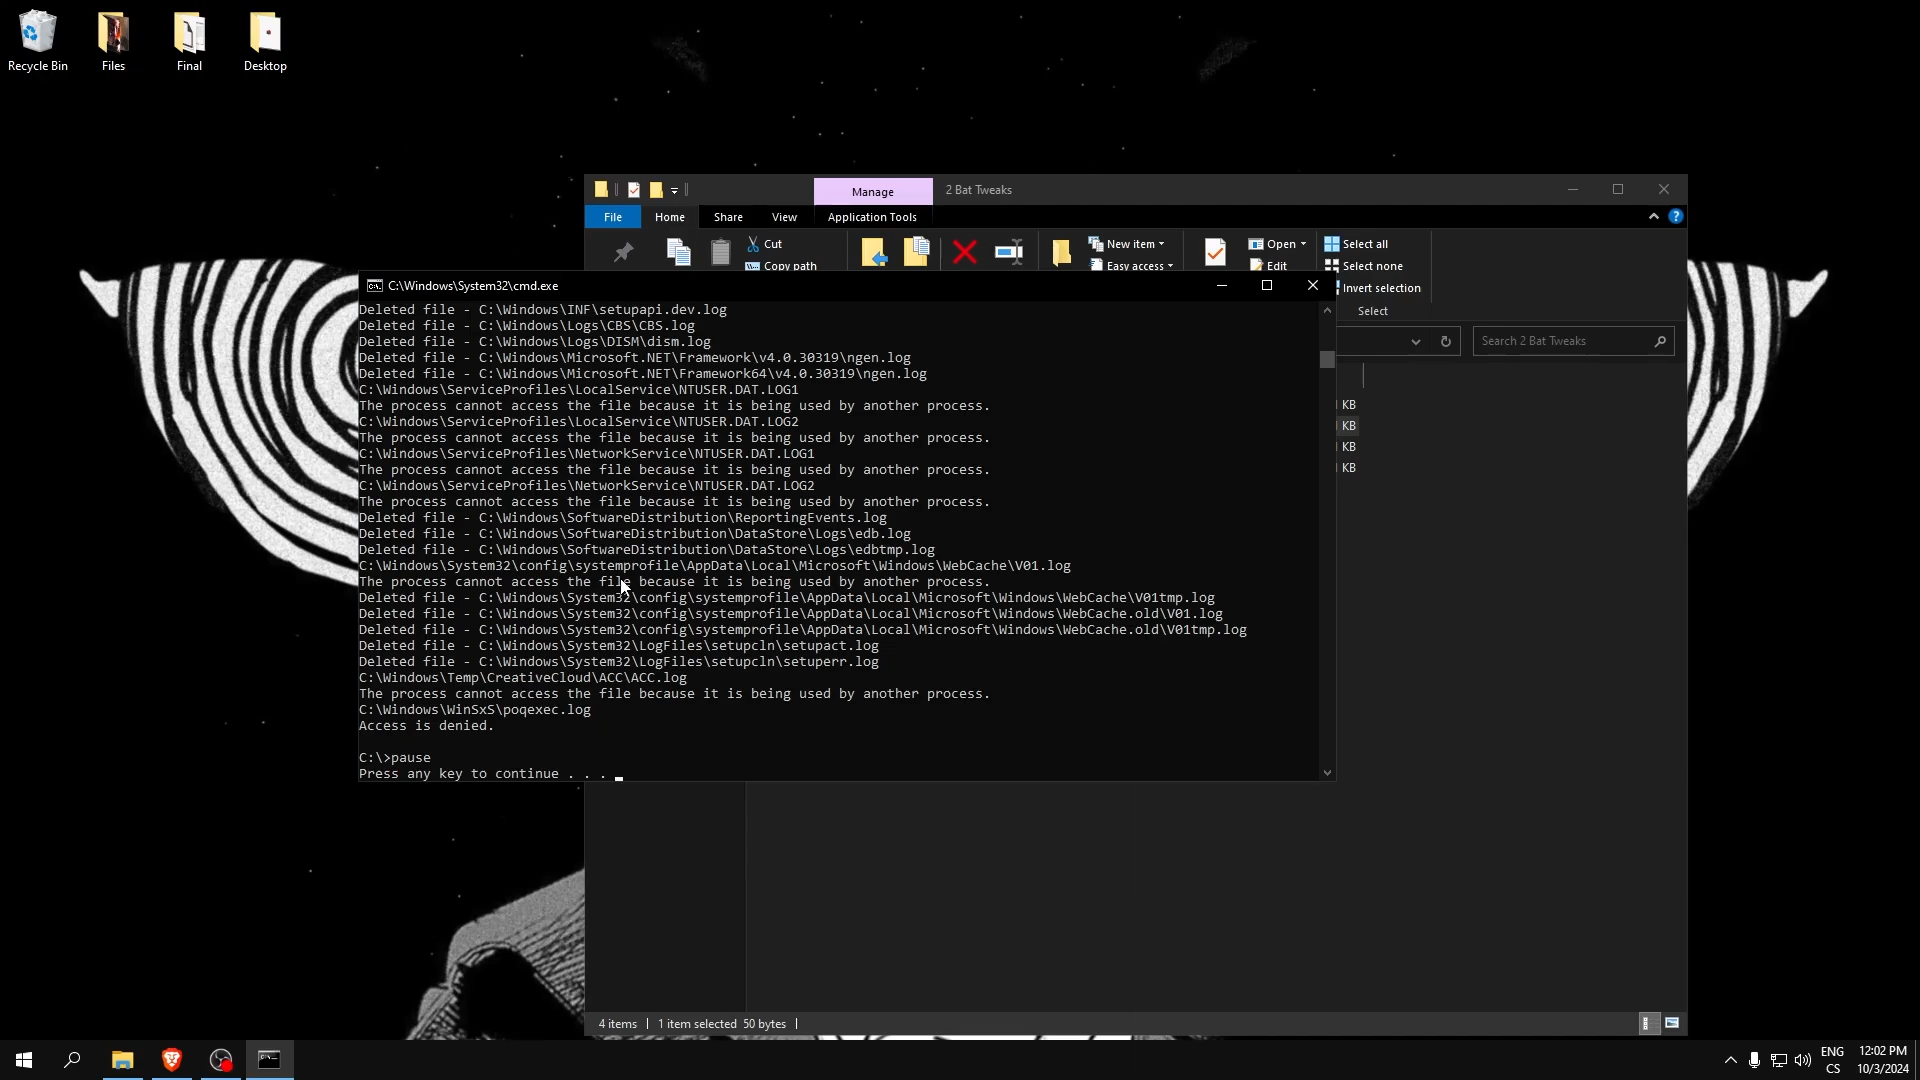 Recycle Bin
Files
Final
Desktop
Manage
2 Bat Tweaks
File
Home
Share
View
Application Tools
Cut
Copy path
New item
Easy access
Open
Edit
Select all
Select none
Invert selection
Select
Search 2 Bat Tweaks
KB
KB
KB
KB
C:\Windows\System32\cmd.exe
Deleted file - C:\Windows\INF\setupapi.dev.log
Deleted file - C:\Windows\Logs\CBS\CBS.log
Deleted file - C:\Windows\Logs\DISM\dism.log
Deleted file - C:\Windows\Microsoft.NET\Framework\v4.0.30319\ngen.log
Deleted file - C:\Windows\Microsoft.NET\Framework64\v4.0.30319\ngen.log
C:\Windows\ServiceProfiles\LocalService\NTUSER.DAT.LOG1
The process cannot access the file because it is being used by another process.
C:\Windows\ServiceProfiles\LocalService\NTUSER.DAT.LOG2
The process cannot access the file because it is being used by another process.
C:\Windows\ServiceProfiles\NetworkService\NTUSER.DAT.LOG1
The process cannot access the file because it is being used by another process.
C:\Windows\ServiceProfiles\NetworkService\NTUSER.DAT.LOG2
The process cannot access the file because it is being used by another process.
Deleted file - C:\Windows\SoftwareDistribution\ReportingEvents.log
Deleted file - C:\Windows\SoftwareDistribution\DataStore\Logs\edb.log
Deleted file - C:\Windows\SoftwareDistribution\DataStore\Logs\edbtmp.log
C:\Windows\System32\config\systemprofile\AppData\Local\Microsoft\Windows\WebCache\V01.log
The process cannot access the file because it is being used by another process.
Deleted file - C:\Windows\System32\config\systemprofile\AppData\Local\Microsoft\Windows\WebCache\V01tmp.log
Deleted file - C:\Windows\System32\config\systemprofile\AppData\Local\Microsoft\Windows\WebCache.old\V01.log
Deleted file - C:\Windows\System32\config\systemprofile\AppData\Local\Microsoft\Windows\WebCache.old\V01tmp.log
Deleted file - C:\Windows\System32\LogFiles\setupcln\setupact.log
Deleted file - C:\Windows\System32\LogFiles\setupcln\setuperr.log
C:\Windows\Temp\CreativeCloud\ACC\ACC.log
The process cannot access the file because it is being used by another process.
C:\Windows\WinSxS\poqexec.log
Access is denied.
C:\>pause
Press any key to continue . . .
4 items
1 item selected 50 bytes
ENG
CS
12:02 PM
10/3/2024